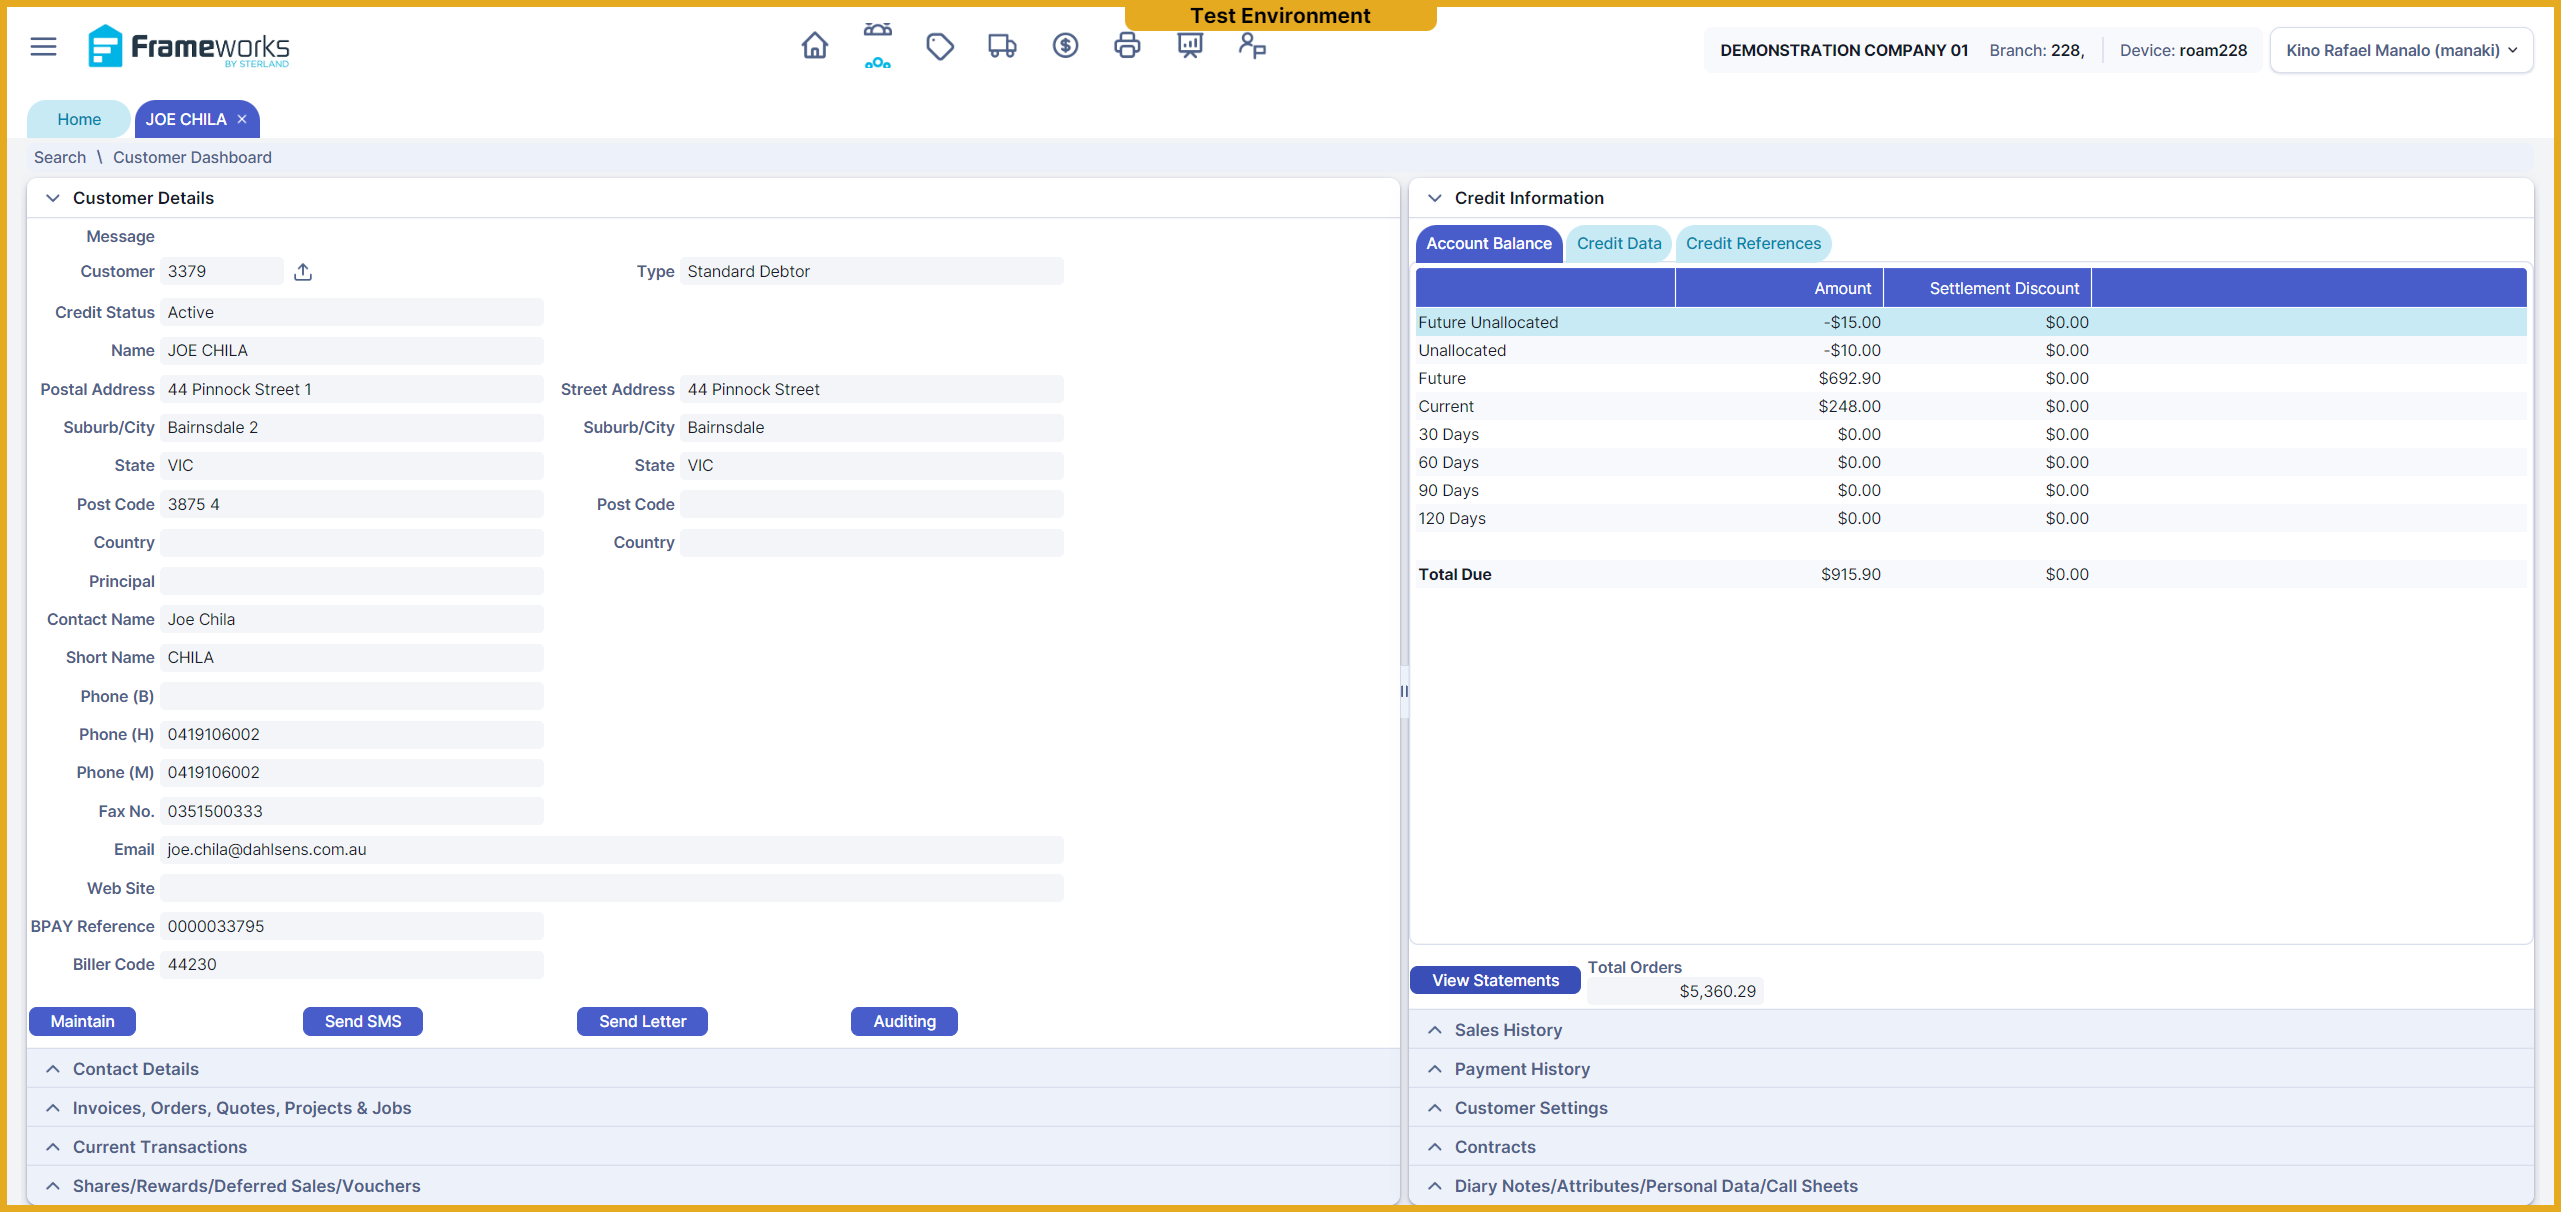 Test Environment
Frameworks
BY STERLAND
DEMONSTRATION COMPANY 01 Branch: 228, Device: roam228 Kino Rafael Manalo (manaki)
Home JOE CHILA ×
Search \ Customer Dashboard
Customer Details
Message
Customer 3379 Type Standard Debtor
Credit Status Active
Name JOE CHILA
Postal Address 44 Pinnock Street 1 Street Address 44 Pinnock Street
Suburb/City Bairnsdale 2 Suburb/City Bairnsdale
State VIC State VIC
Post Code 3875 4 Post Code
Country Country
Principal
Contact Name Joe Chila
Short Name CHILA
Phone (B)
Phone (H) 0419106002
Phone (M) 0419106002
Fax No. 0351500333
Email joe.chila@dahlsens.com.au
Web Site
BPAY Reference 0000033795
Biller Code 44230
Maintain Send SMS Send Letter Auditing
Contact Details
Invoices, Orders, Quotes, Projects & Jobs
Current Transactions
Shares/Rewards/Deferred Sales/Vouchers
Credit Information
Account Balance Credit Data Credit References
Amount Settlement Discount
Future Unallocated -$15.00 $0.00
Unallocated -$10.00 $0.00
Future $692.90 $0.00
Current $248.00 $0.00
30 Days $0.00 $0.00
60 Days $0.00 $0.00
90 Days $0.00 $0.00
120 Days $0.00 $0.00
Total Due $915.90 $0.00
View Statements Total Orders
$5,360.29
Sales History
Payment History
Customer Settings
Contracts
Diary Notes/Attributes/Personal Data/Call Sheets